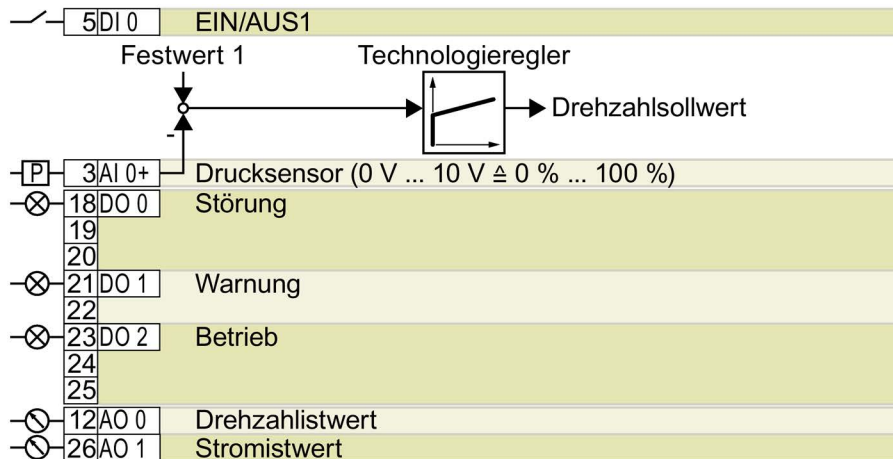 5 DI 0 EIN/AUS1
Festwert 1 Technologieregler
Drehzahlsollwert
-
P 3 AI 0+ Drucksensor (0 V ... 10 V ≙ 0 % ... 100 %)
18 DO 0 Störung
19
20
21 DO 1 Warnung
22
23 DO 2 Betrieb
24
25
12 AO 0 Drehzahlistwert
26 AO 1 Stromistwert